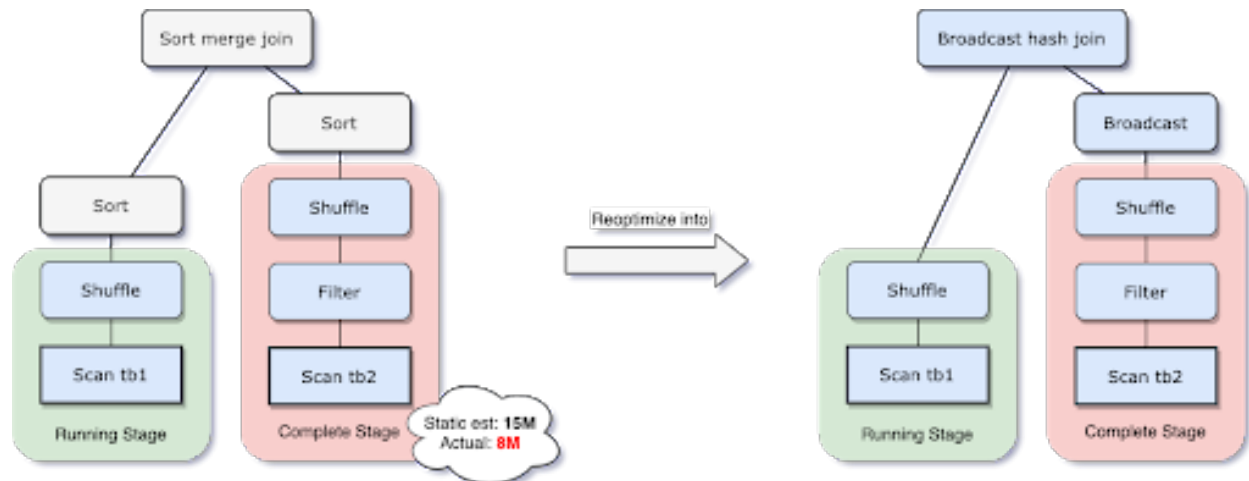 Sort merge join
Sort
Sort
Shuffle
Shuffle
Filter
Scan tb1
Scan tb2
Running Stage
Complete Stage
Static est: 15M
Actual: 8M
Reoptimize into
Broadcast hash join
Broadcast
Shuffle
Shuffle
Filter
Scan tb1
Scan tb2
Running Stage
Complete Stage